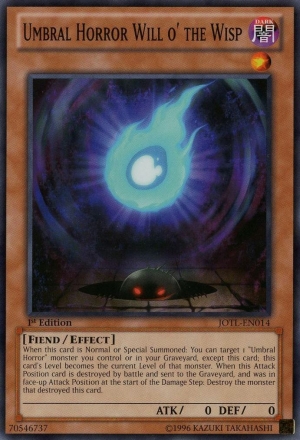 UMBRAL HORROR WILL O' THE WISP
DARK
闇
1st Edition
JOTL-EN014
[FIEND / EFFECT]
When this card is Normal or Special Summoned: You can target 1 "Umbral
Horror" monster you control or in your Graveyard, except this card; this
card's Level becomes the current Level of that monster. When this Attack
Position card is destroyed by battle and sent to the Graveyard, and was in
face-up Attack Position at the start of the Damage Step: Destroy the monster
that destroyed this card.
ATK/ 0 DEF/ 0
70546737
©1996 KAZUKI TAKAHASHI